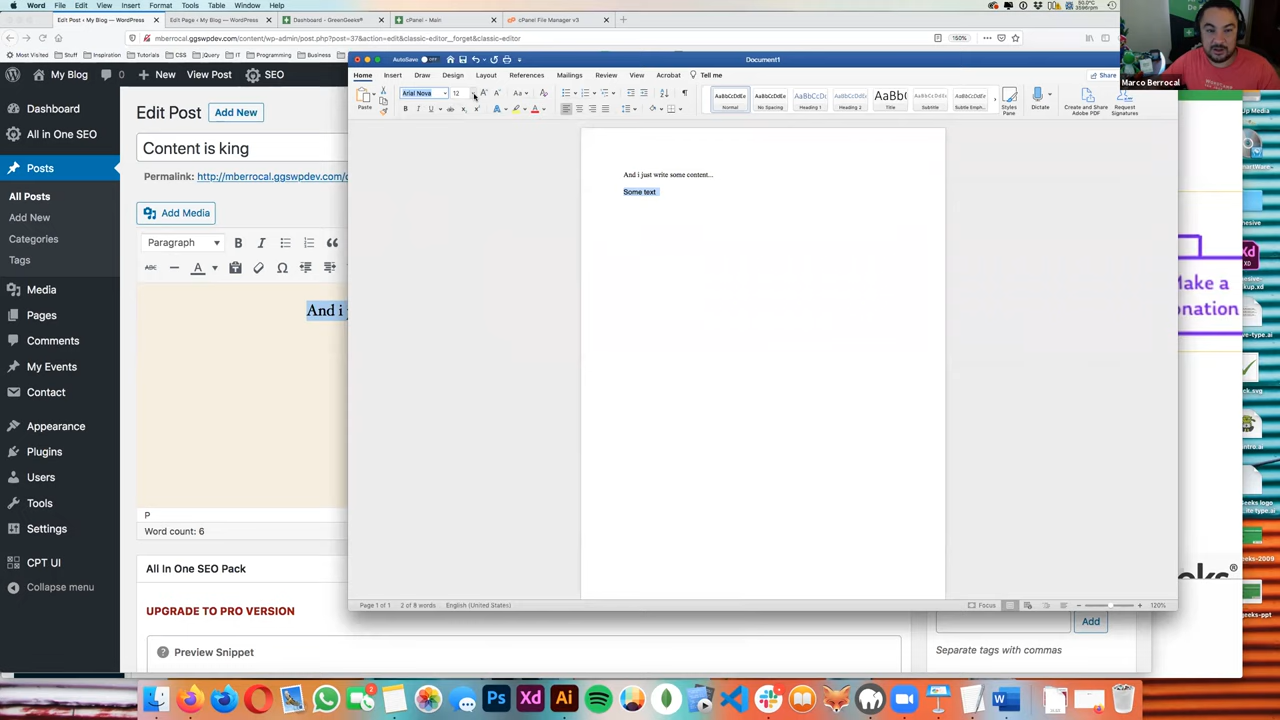 Word File Edit View Insert Format Tools Table Window Help
Edit Post ‹ My Blog — WordPress
Edit Page ‹ My Blog — WordPress
Dashboard - GreenGeeks®
cPanel - Main
cPanel File Manager v3
mberrocal.ggswpdev.com/content/wp-admin/post.php?post=37&action=edit&classic-editor__forget&classic-editor
150%
Most Visited Stuff Tutorials CSS jQuery Inspiration
My Blog 0 New View Post SEO
Dashboard
All in One SEO
Posts
All Posts
Add New
Categories
Tags
Media
Pages
Comments
My Events
Contact
Appearance
Plugins
Users
Tools
Settings
CPT UI
Collapse menu
Edit Post Add New
Content is king
Permalink: http://mberrocal.ggswpdev.com/c
Add Media
Paragraph
And i j
P
Word count: 6
All In One SEO Pack
UPGRADE TO PRO VERSION
Preview Snippet
AutoSave OFF
Document1
Home Insert Draw Design Layout References Mailings Review View Acrobat Tell me
Share
Paste
Arial Nova 12
AaBbCcDdEe
Normal
AaBbCcDdEe
No Spacing
AaBbCcDc
Heading 1
AaBbCcDdEe
Heading 2
AaBbC
Title
AaBbCcDdEe
Subtitle
AaBbCcDdEe
Subtle Emph...
Styles Pane
Dictate
Create and Share Adobe PDF
Request Signatures
And i just write some content...
Some text
Page 1 of 1 2 of 8 words English (United States)
Focus
120%
Add
Separate tags with commas
Marco Berrocal
Make a
onation